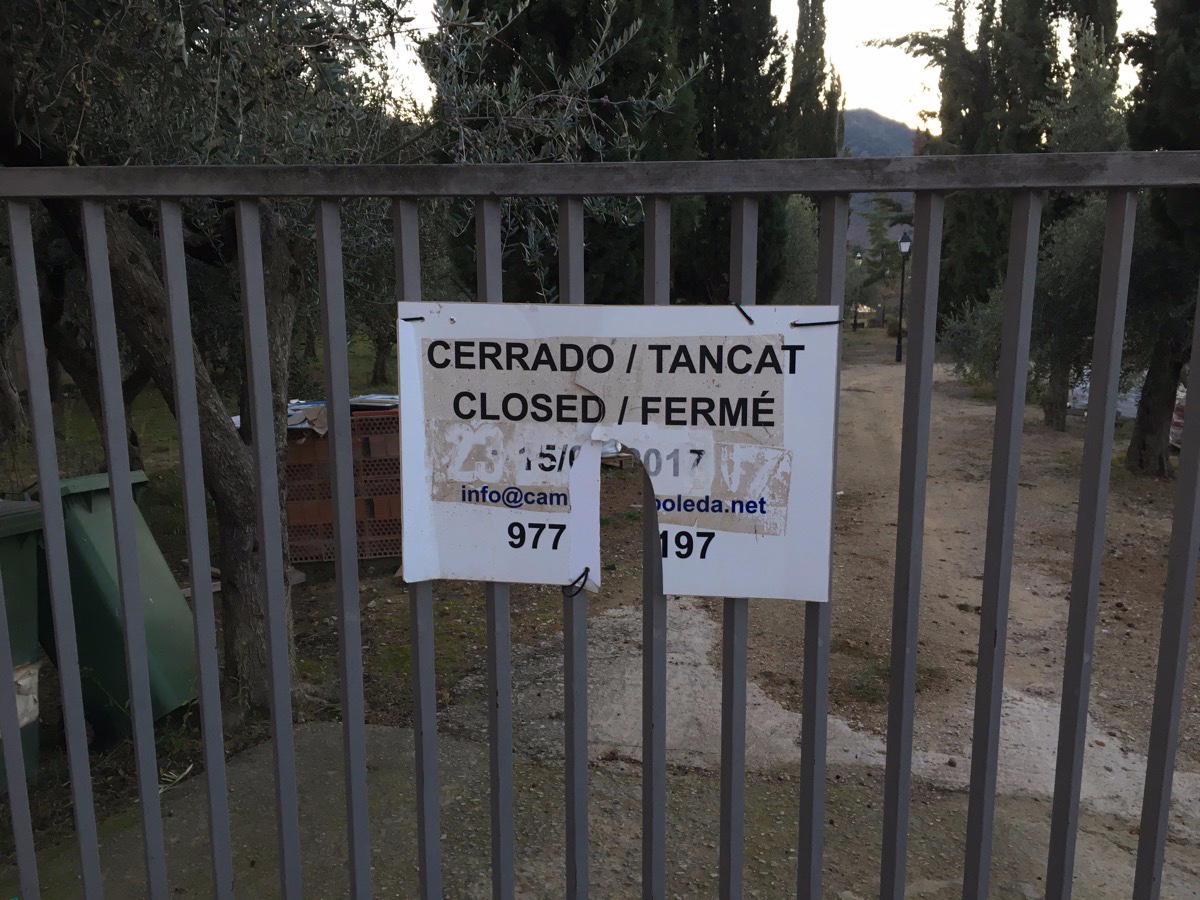 CERRADO / TANCAT
CLOSED / FERMÉ
15/0 2017
info@cam poleda.net
977 197